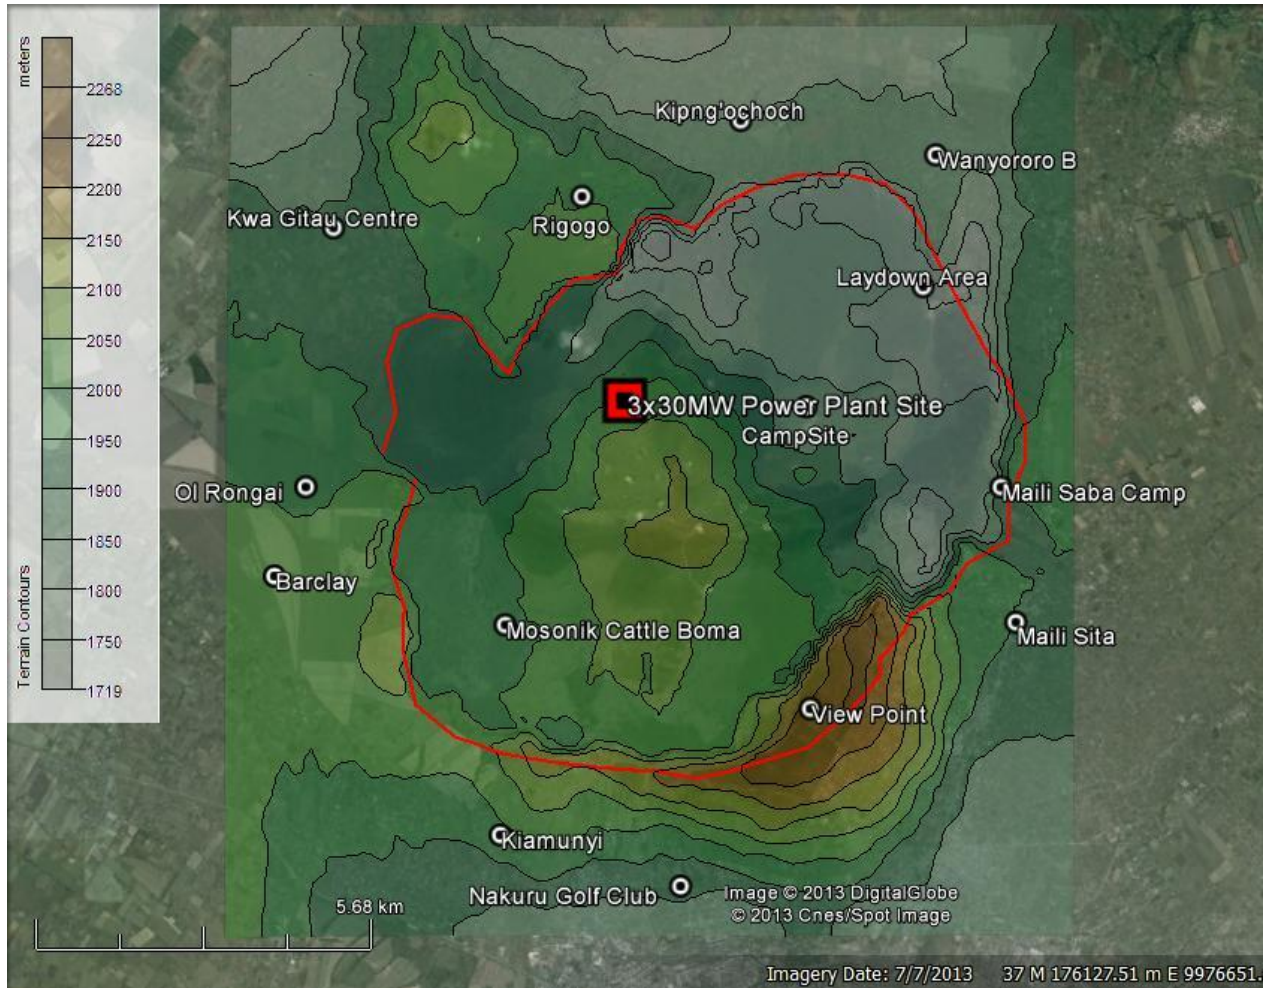 meters
2268
2250
2200
2150
2100
2050
2000
1950
1900
1850
1800
1750
1719
Terrain Contours
Kipng'ochoch
Wanyororo B
Kwa Gitau Centre
Rigogo
Laydown Area
3x30MW Power Plant Site
CampSite
Ol Rongai
Maili Saba Camp
Barclay
Mosonik Cattle Boma
Maili Sita
View Point
Kiamunyi
Nakuru Golf Club
Image © 2013 DigitalGlobe
© 2013 Cnes/Spot Image
5.68 km
Imagery Date: 7/7/2013 37 M 176127.51 m E 9976651.